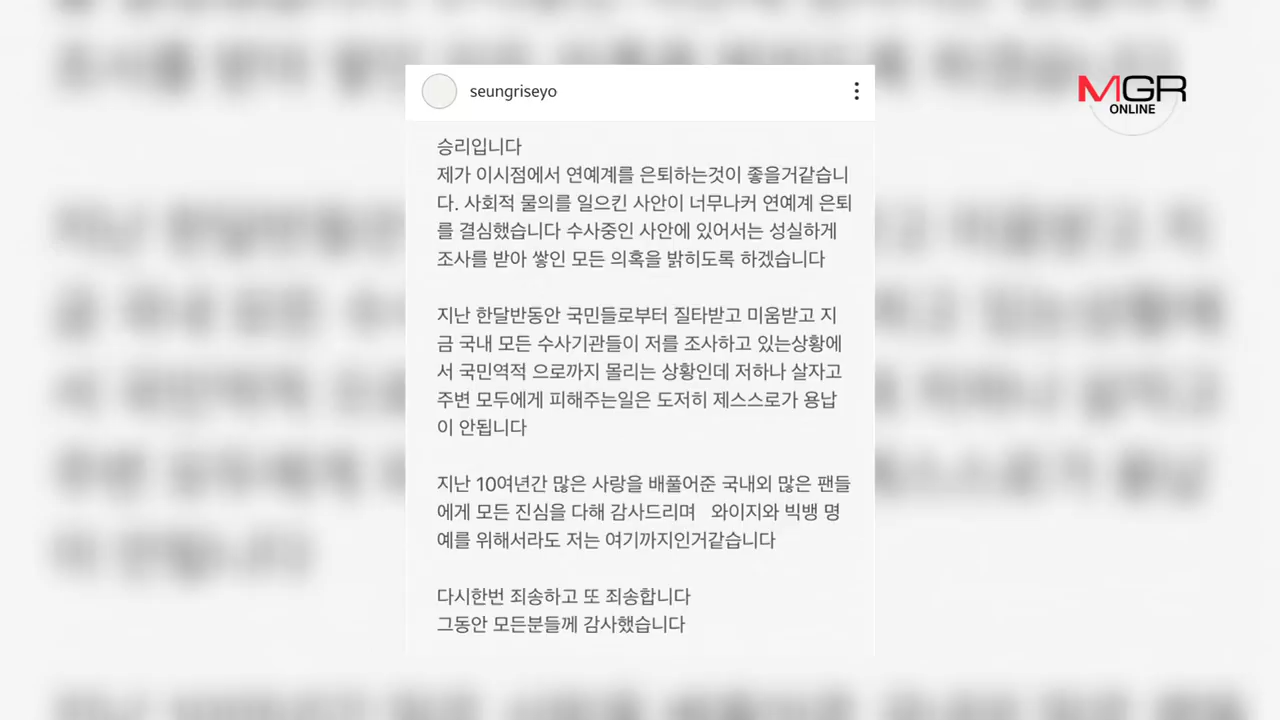 seungriseyo
MGR
ONLINE
승리입니다
제가 이시점에서 연예계를 은퇴하는것이 좋을거같습니
다. 사회적 물의를 일으킨 사안이 너무나커 연예계 은퇴
를 결심했습니다 수사중인 사안에 있어서는 성실하게
조사를 받아 쌓인 모든 의혹을 밝히도록 하겠습니다
지난 한달반동안 국민들로부터 질타받고 미움받고 지
금 국내 모든 수사기관들이 저를 조사하고 있는상황에
서 국민역적 으로까지 몰리는 상황인데 저하나 살자고
주변 모두에게 피해주는일은 도저히 제스스로가 용납
이 안됩니다
지난 10여년간 많은 사랑을 배풀어준 국내외 많은 팬들
에게 모든 진심을 다해 감사드리며 와이지와 빅뱅 명
예를 위해서라도 저는 여기까지인거같습니다
다시한번 죄송하고 또 죄송합니다
그동안 모든분들께 감사했습니다